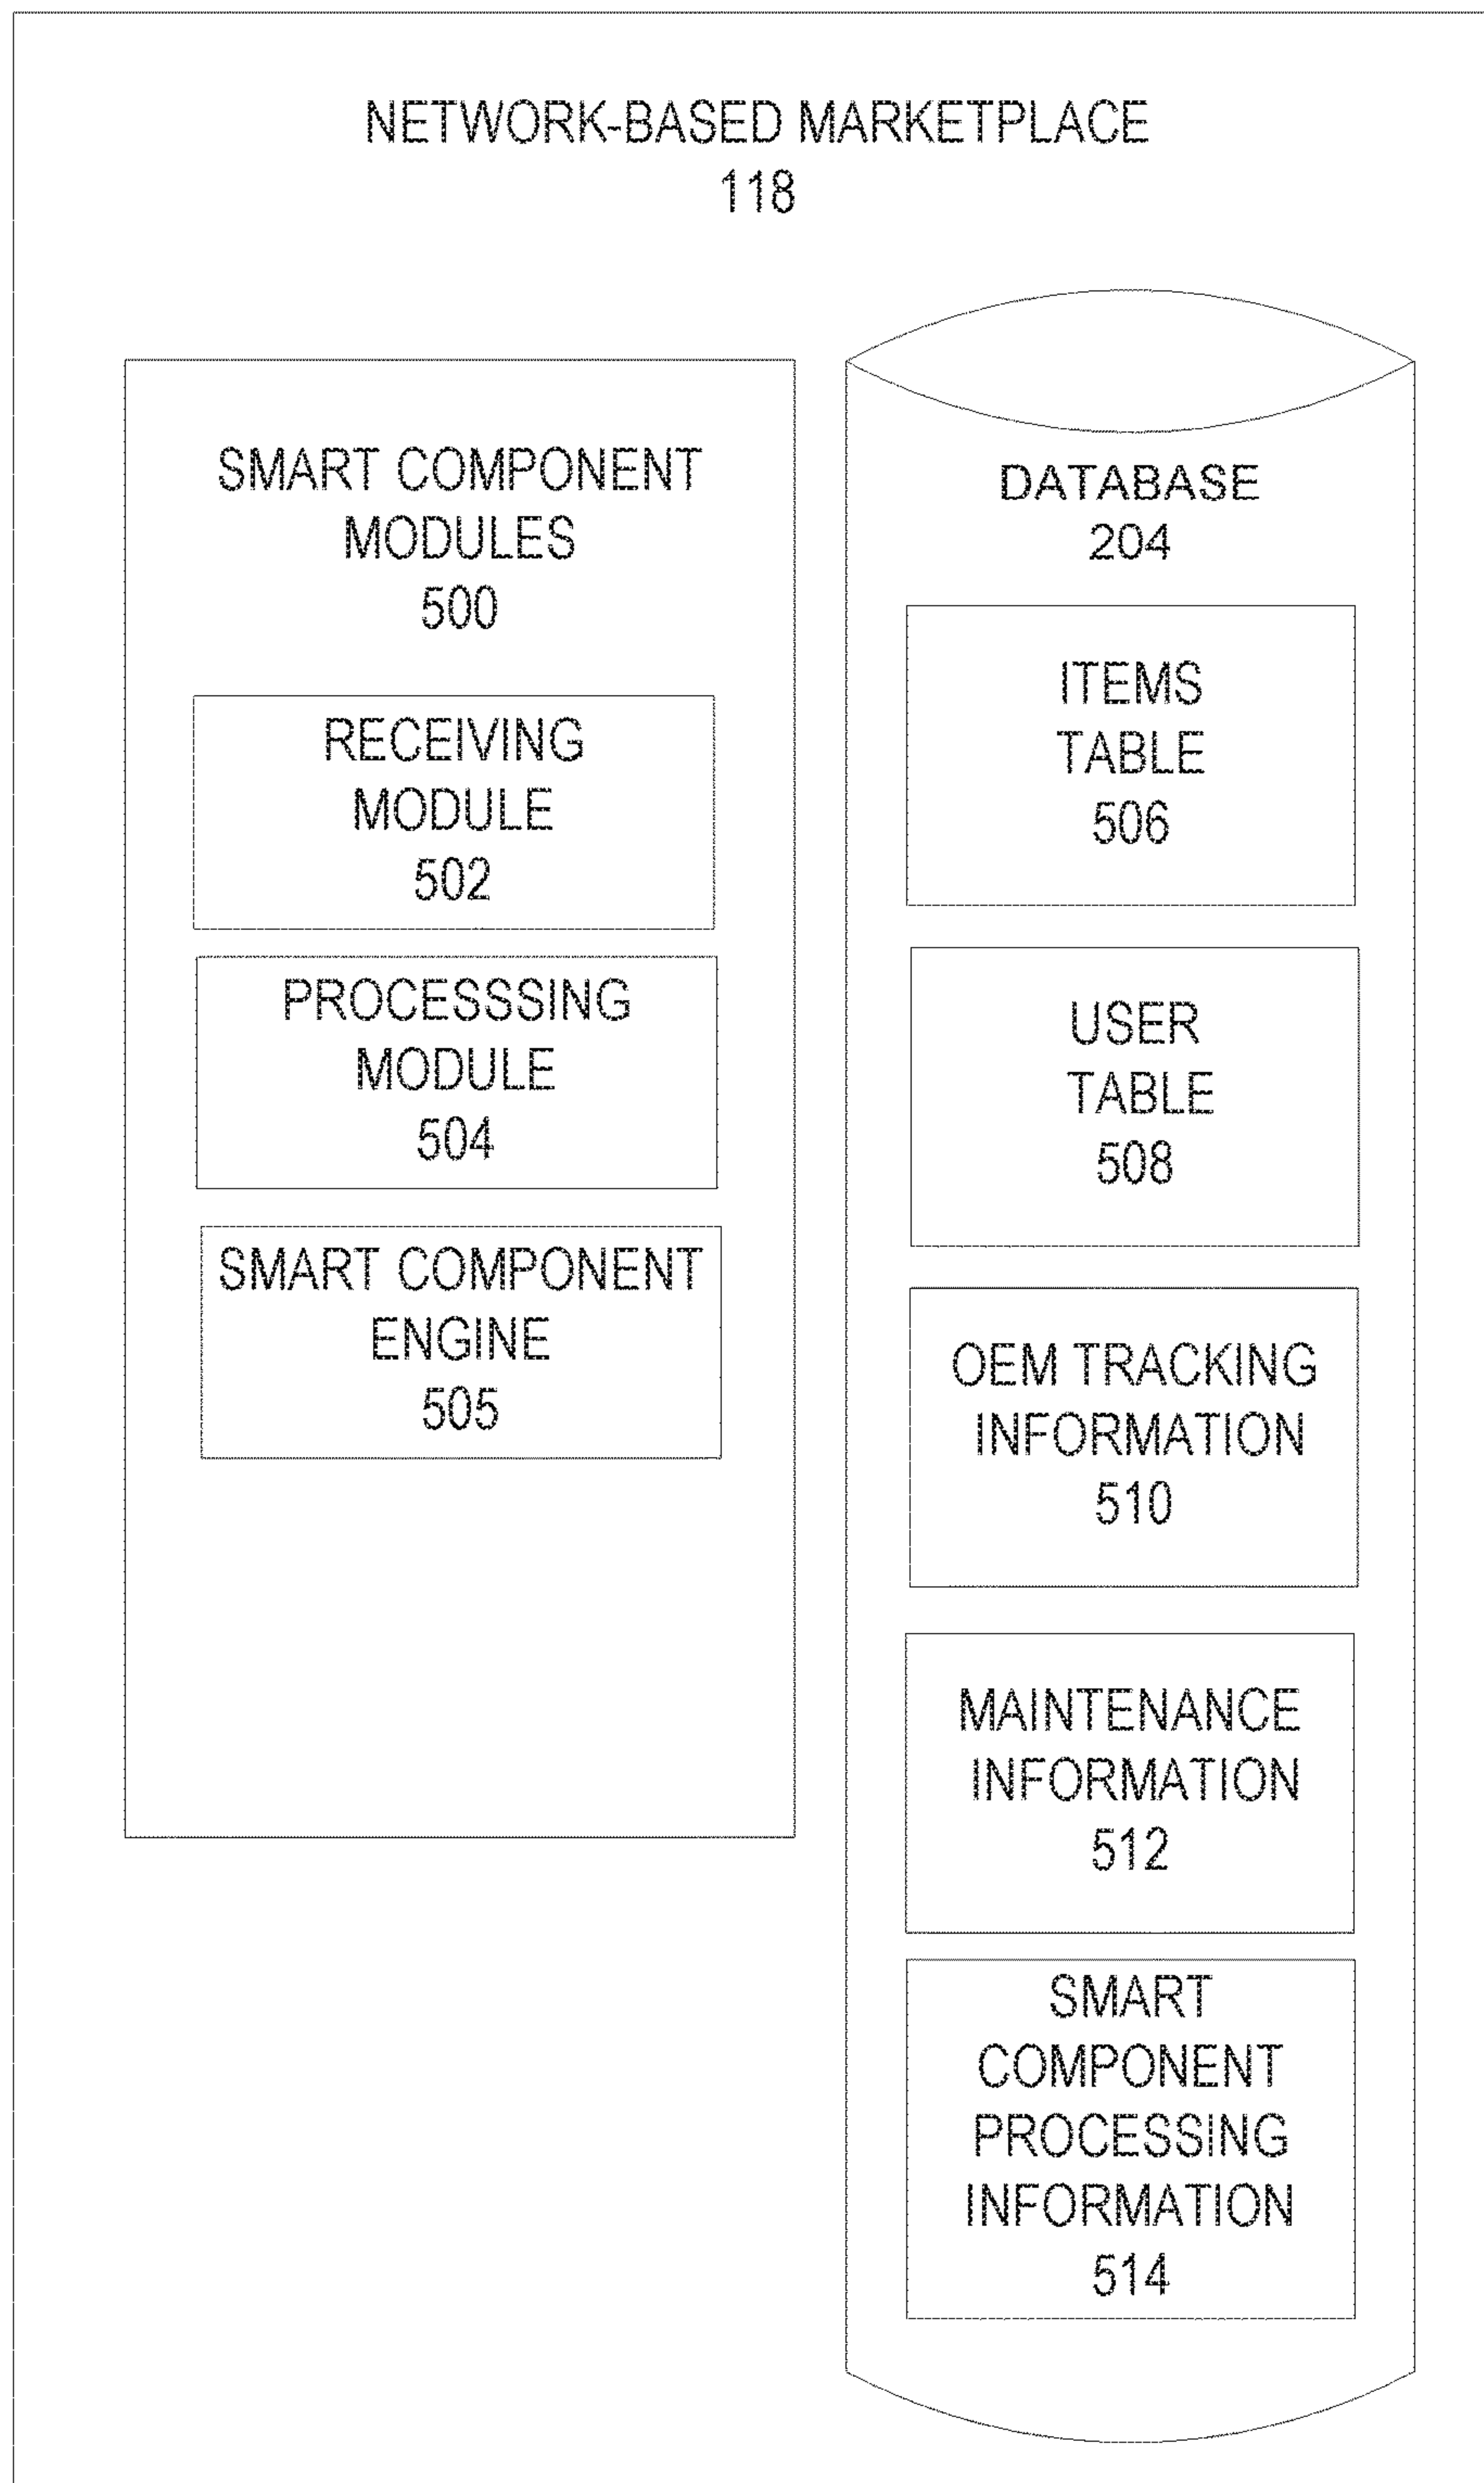 NETWORK-BASED MARKETPLACE
118
SMART COMPONENT
MODULES
500
RECEIVING
MODULE
502
PROCESSSING
MODULE
504
SMART COMPONENT
ENGINE
505
DATABASE
204
ITEMS
TABLE
506
USER
TABLE
508
OEM TRACKING
INFORMATION
510
MAINTENANCE
INFORMATION
512
SMART
COMPONENT
PROCESSING
INFORMATION
514